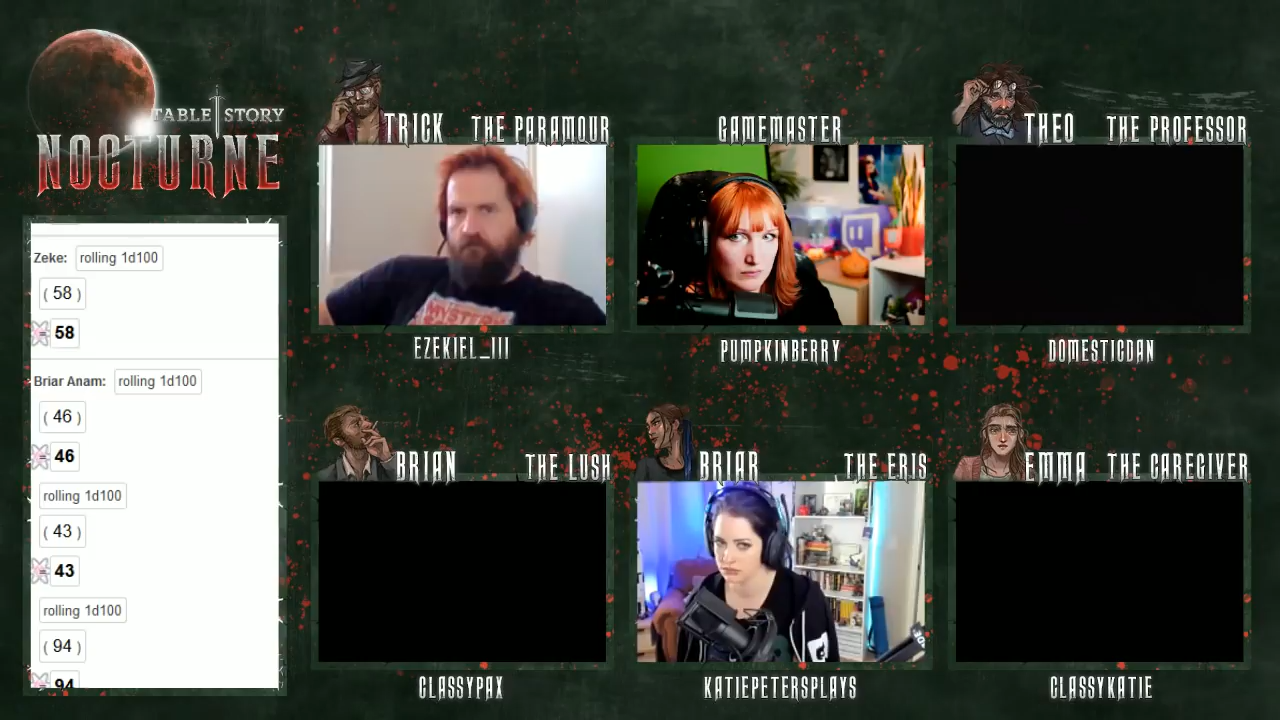 TABLE STORY
NOCTURNE
Zeke: rolling 1d100
( 58 )
= 58
Briar Anam: rolling 1d100
( 46 )
= 46
rolling 1d100
( 43 )
= 43
rolling 1d100
( 94 )
= 94
TRICK THE PARAMOUR
EZEKIEL_III
GAMEMASTER
PUMPKINBERRY
THEO THE PROFESSOR
DOMESTICDAN
BRIAN THE LUSH
CLASSYPAX
BRIAR THE ERIS
KATIEPETERSPLAYS
EMMA THE CAREGIVER
CLASSYKATIE